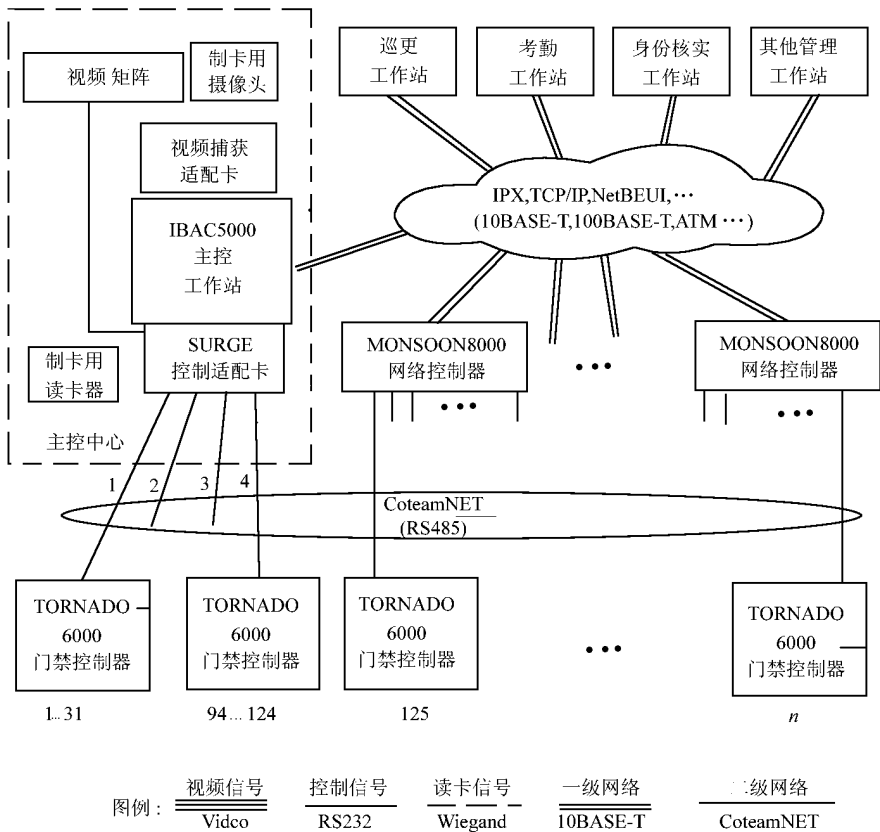 视频 矩阵
制卡用
摄像头
巡更
工作站
考勤
工作站
身份核实
工作站
其他管理
工作站
视频捕获
适配卡
IPX,TCP/IP,NetBEUI,…
(10BASE-T,100BASE-T,ATM …)
IBAC5000
主控
工作站
SURGE
控制适配卡
制卡用
读卡器
主控中心
MONSOON8000
网络控制器
•••
MONSOON8000
网络控制器
•••
•••
1
2
3
4
CoteamNET
(RS485)
TORNADO
6000
门禁控制器
TORNADO
6000
门禁控制器
TORNADO
6000
门禁控制器
•••
TORNADO
6000
门禁控制器
1...31
94...124
125
n
图例：
视频信号
Vidco
控制信号
RS232
读卡信号
Wiegand
一级网络
10BASE-T
二级网络
CoteamNET